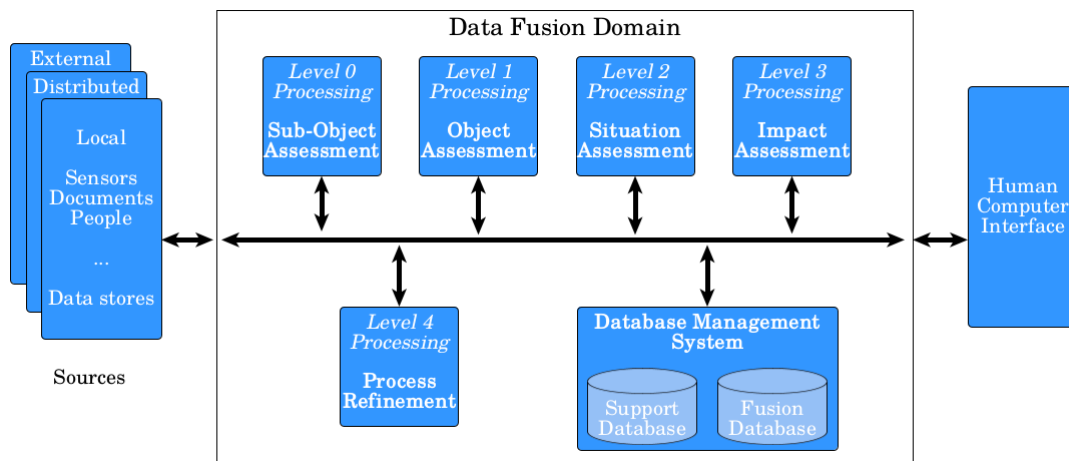 Data Fusion Domain
External
Distributed
Local
Sensors
Documents
People
...
Data stores
Sources
Level 0
Processing
Sub-Object
Assessment
Level 1
Processing
Object
Assessment
Level 2
Processing
Situation
Assessment
Level 3
Processing
Impact
Assessment
Human
Computer
Interface
Level 4
Processing
Process
Refinement
Database Management
System
Support
Database
Fusion
Database